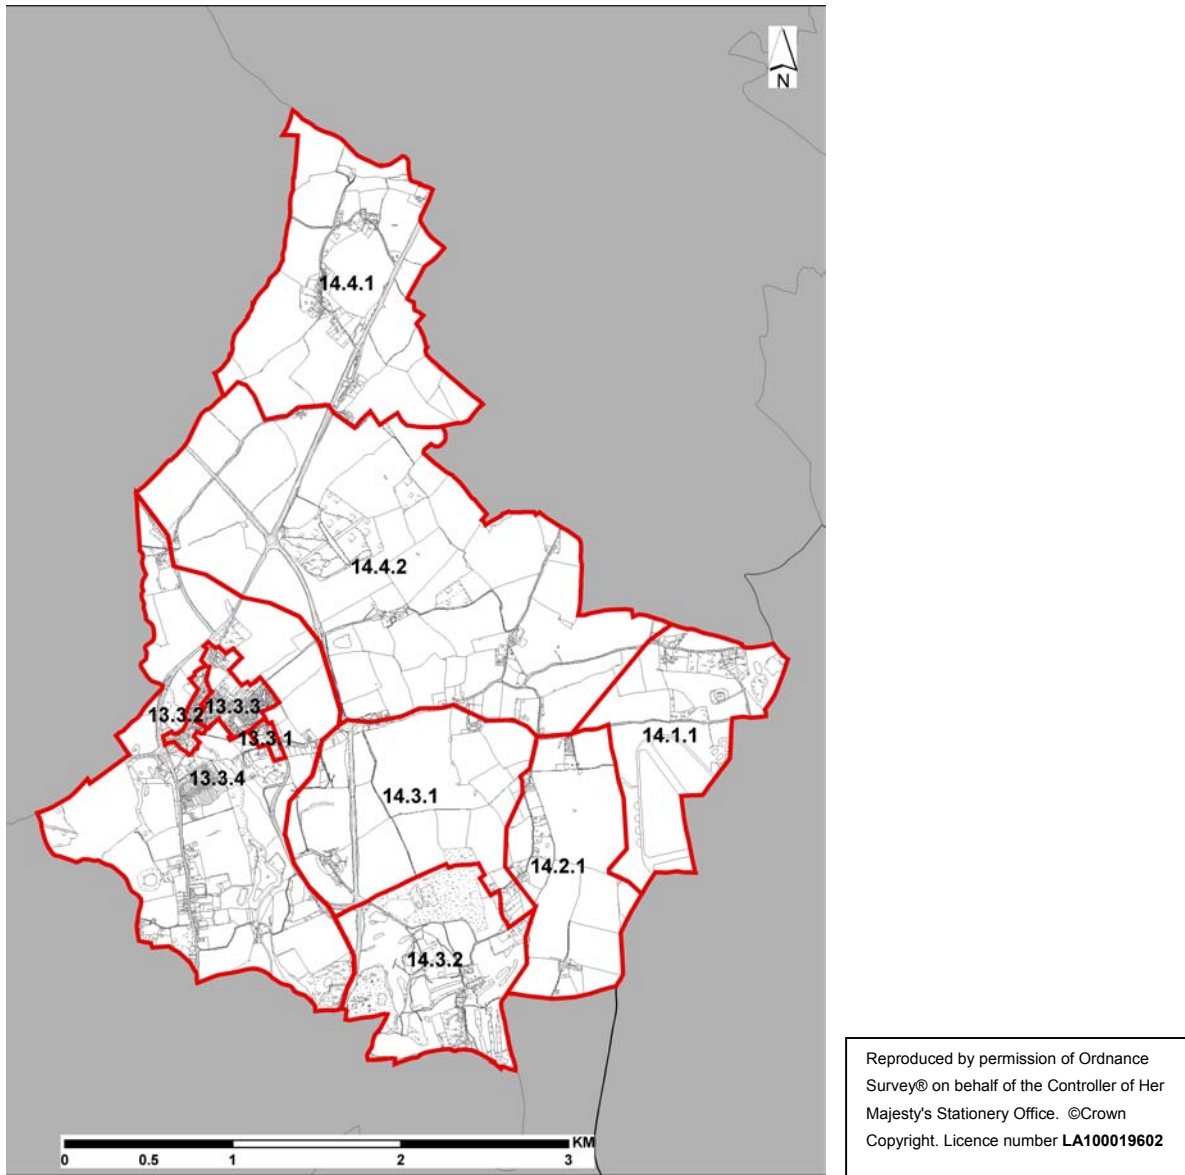 N
14.4.1
14.4.2
13.3.2
13.3.3
13.3.1
14.1.1
13.3.4
14.3.1
14.2.1
14.3.2
KM
0 0.5 1 2 3
Reproduced by permission of Ordnance
Survey® on behalf of the Controller of Her
Majesty's Stationery Office. ©Crown
Copyright. Licence number LA100019602